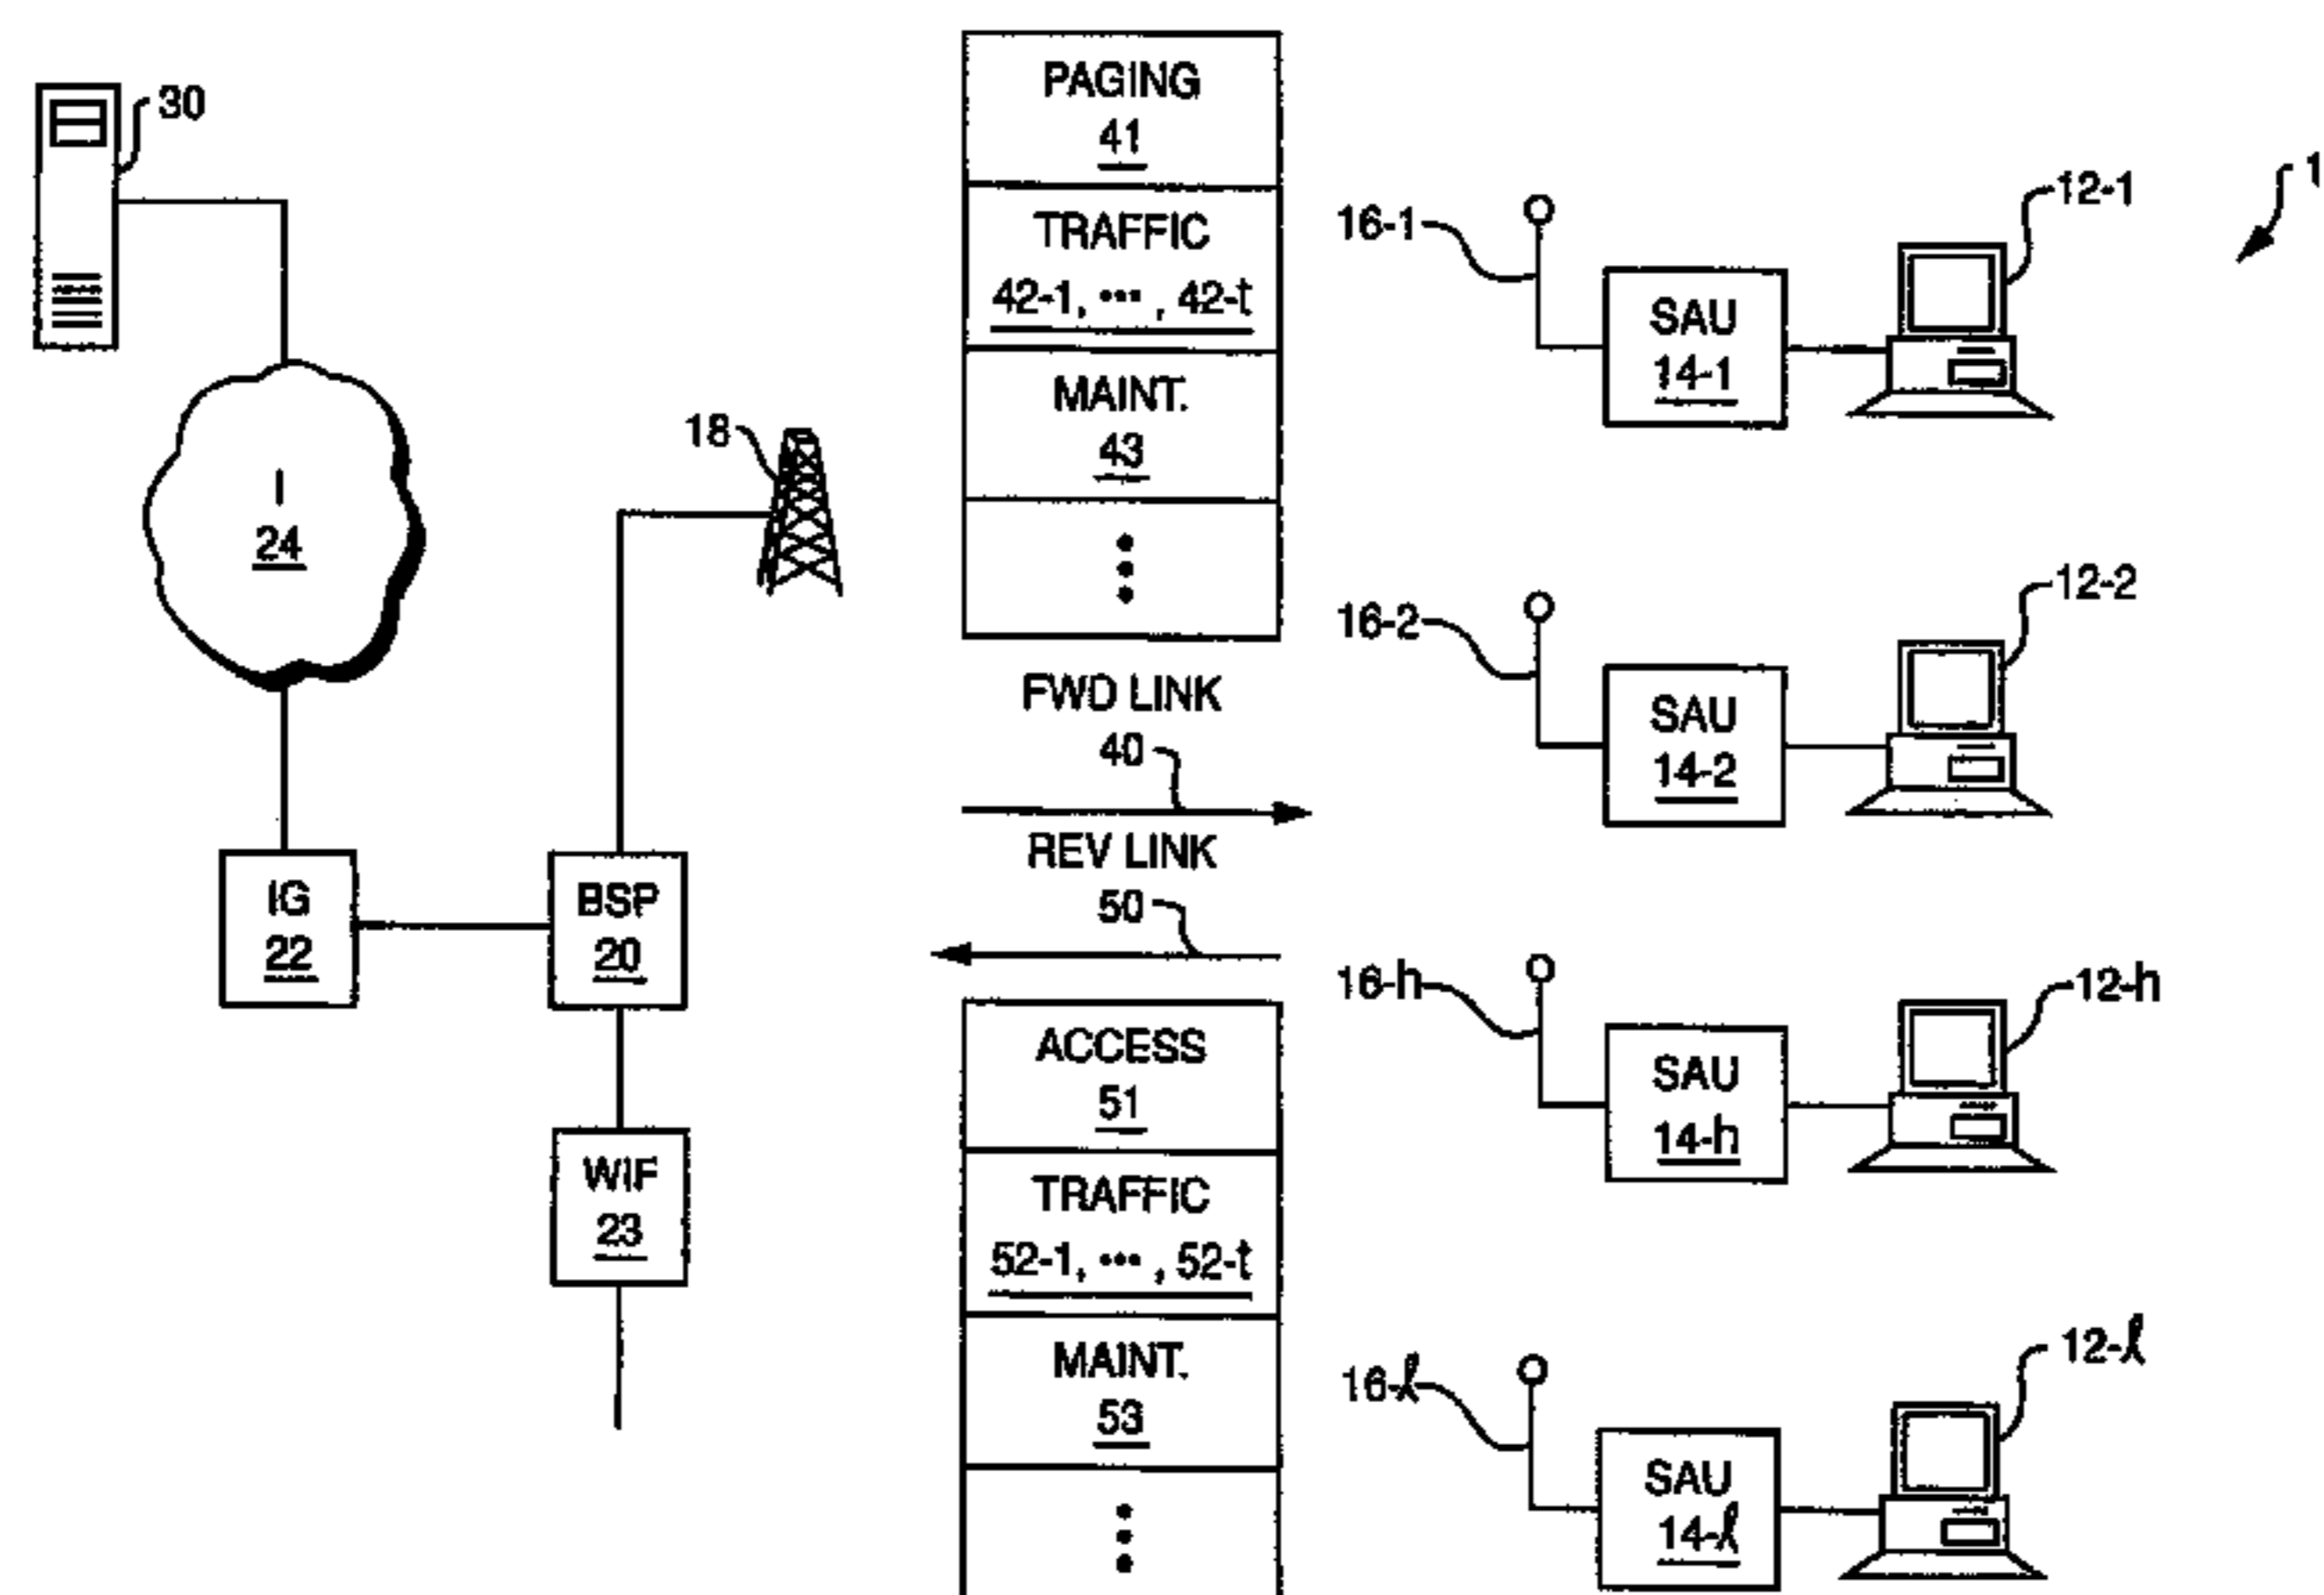 30
I
24
18
IG
22
BSP
20
WIF
23
PAGING
41
TRAFFIC
42-1, ••• , 42-t
MAINT.
43
FWD LINK
40
REV LINK
50
ACCESS
51
TRAFFIC
52-1, ••• , 52-t
MAINT.
53
1
16-1
SAU
14-1
12-1
16-2
SAU
14-2
12-2
16-h
SAU
14-h
12-h
16-ℓ
SAU
14-ℓ
12-ℓ